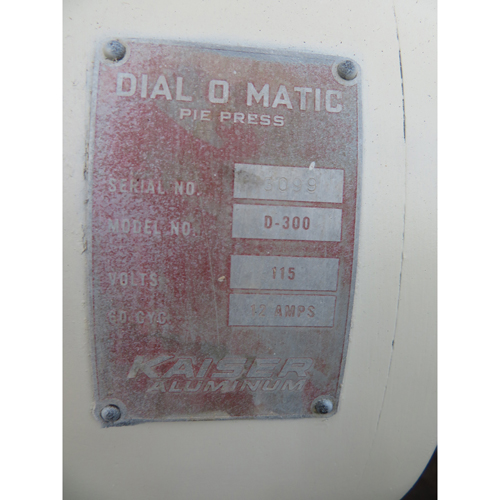 DIAL O MATIC
PIE PRESS
SERIAL NO.
MODEL NO. D-300
VOLTS 115
60 CYC. AMPS
KAISER
ALUMINUM